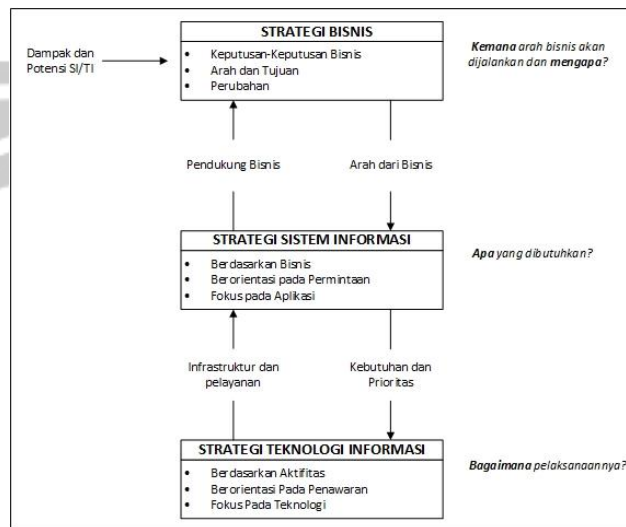 STRATEGI BISNIS
Dampak dan
Potensi SI/TI
• Keputusan-Keputusan Bisnis
• Arah dan Tujuan
• Perubahan
Kemana arah bisnis akan
dijalankan dan mengapa?
Pendukung Bisnis
Arah dari Bisnis
STRATEGI SISTEM INFORMASI
• Berdasarkan Bisnis
• Berorientasi pada Permintaan
• Fokus pada Aplikasi
Apa yang dibutuhkan?
Infrastruktur dan
pelayanan
Kebutuhan dan
Prioritas
STRATEGI TEKNOLOGI INFORMASI
• Berdasarkan Aktifitas
• Berorientasi Pada Penawaran
• Fokus Pada Teknologi
Bagaimana pelaksanaannya?